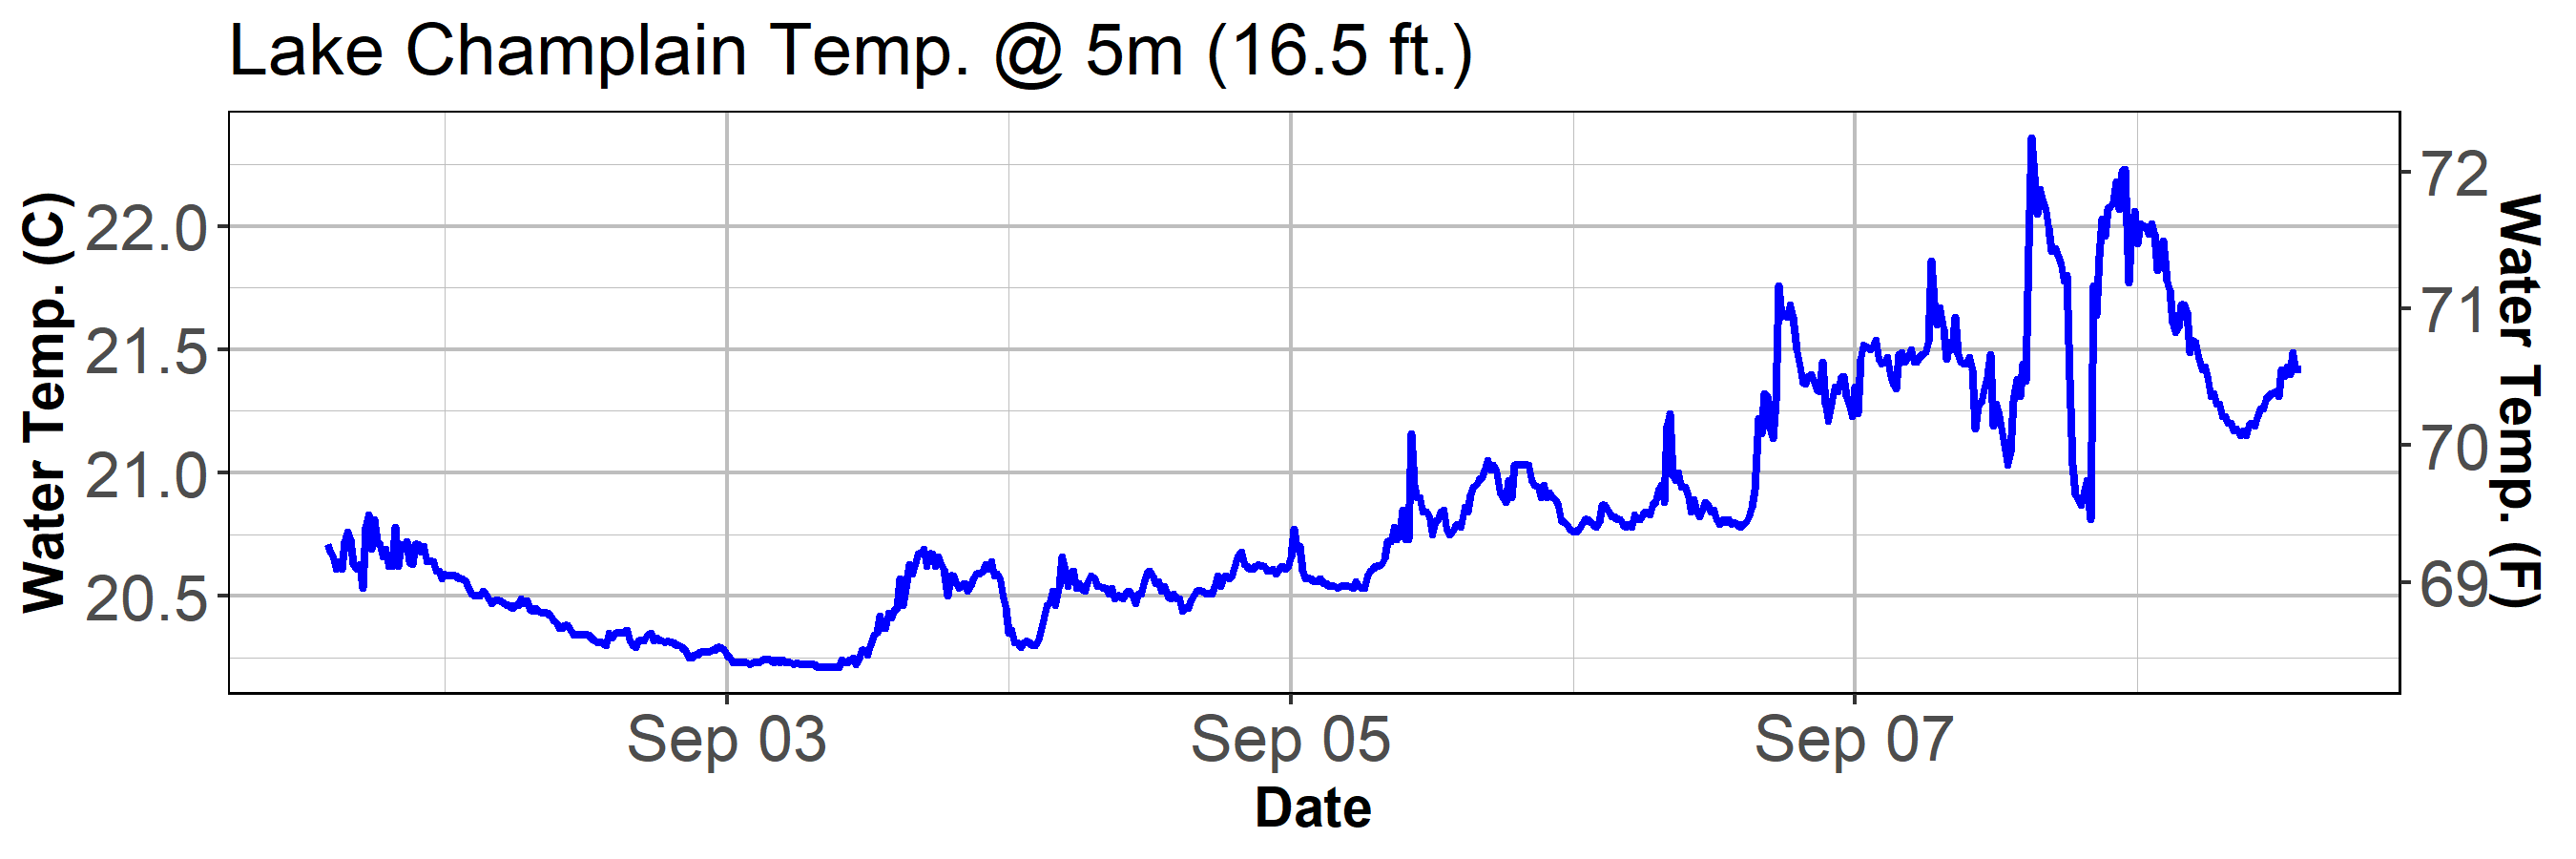 Lake Champlain Temp. @ 5m (16.5 ft.)
Water Temp. (C)
22.0
21.5
21.0
20.5
72
71
70
69
Water Temp. (F)
Sep 03
Sep 05
Sep 07
Date